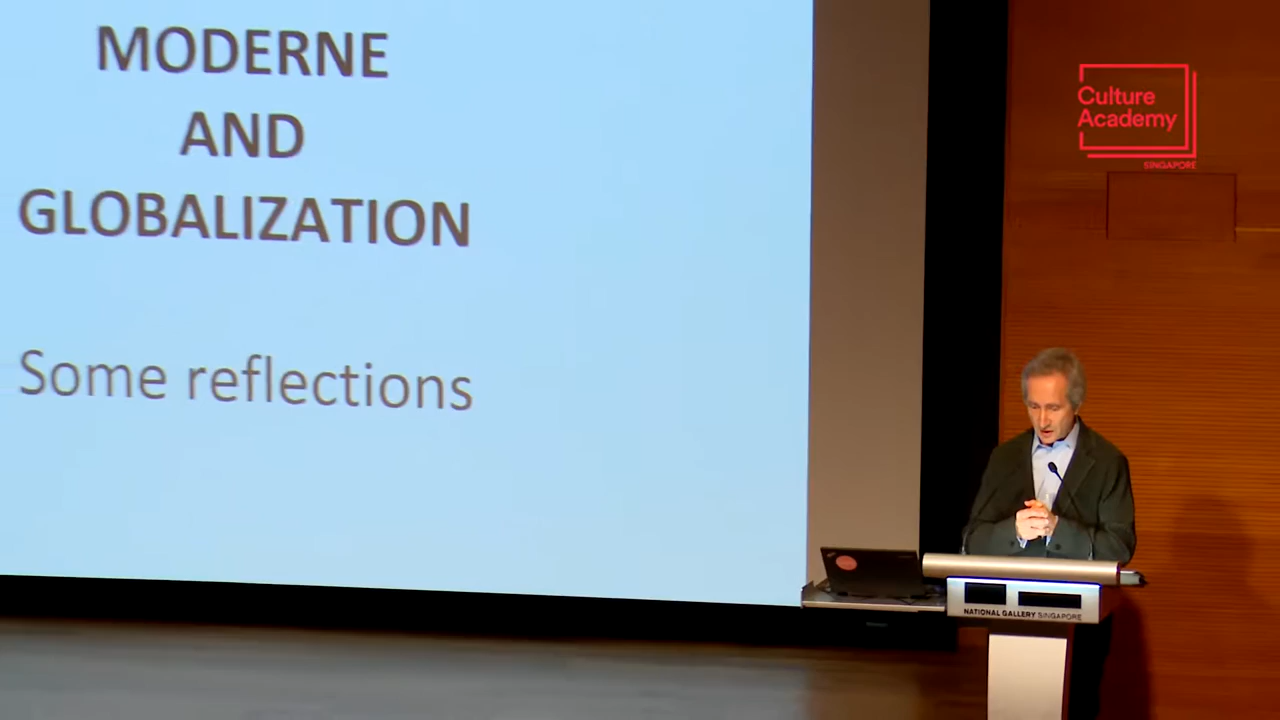 MODERNE
AND
GLOBALIZATION
Some reflections
Culture
Academy
SINGAPORE
NATIONAL GALLERY SINGAPORE